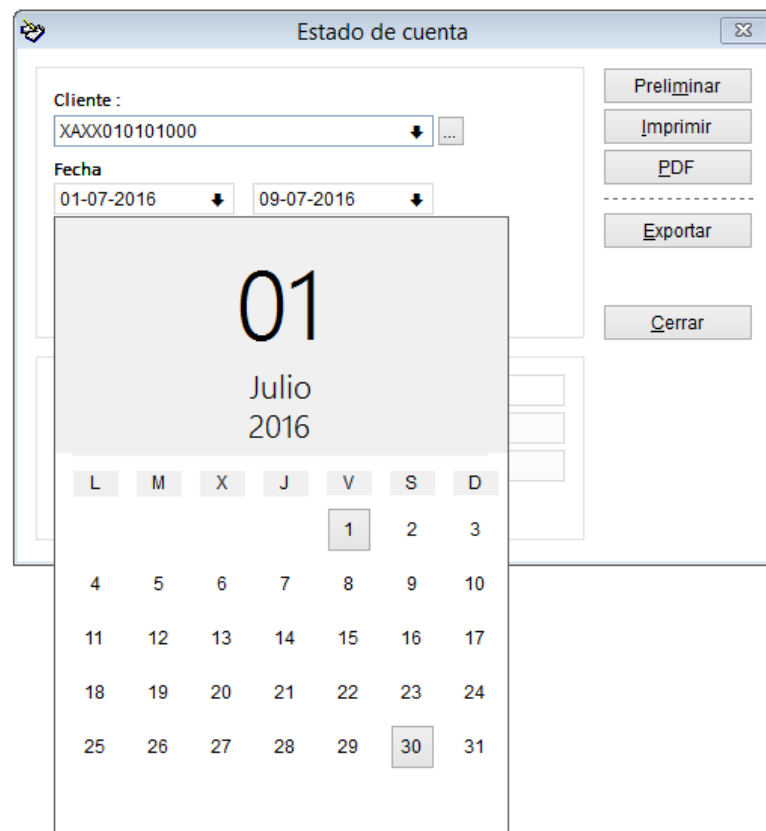 Estado de cuenta
Cliente :
XAXX010101000
...
Fecha
01-07-2016 09-07-2016
Preliminar
Imprimir
PDF
Exportar
Cerrar
01
Julio
2016
L M X J V S D
1 2 3
4 5 6 7 8 9 10
11 12 13 14 15 16 17
18 19 20 21 22 23 24
25 26 27 28 29 30 31